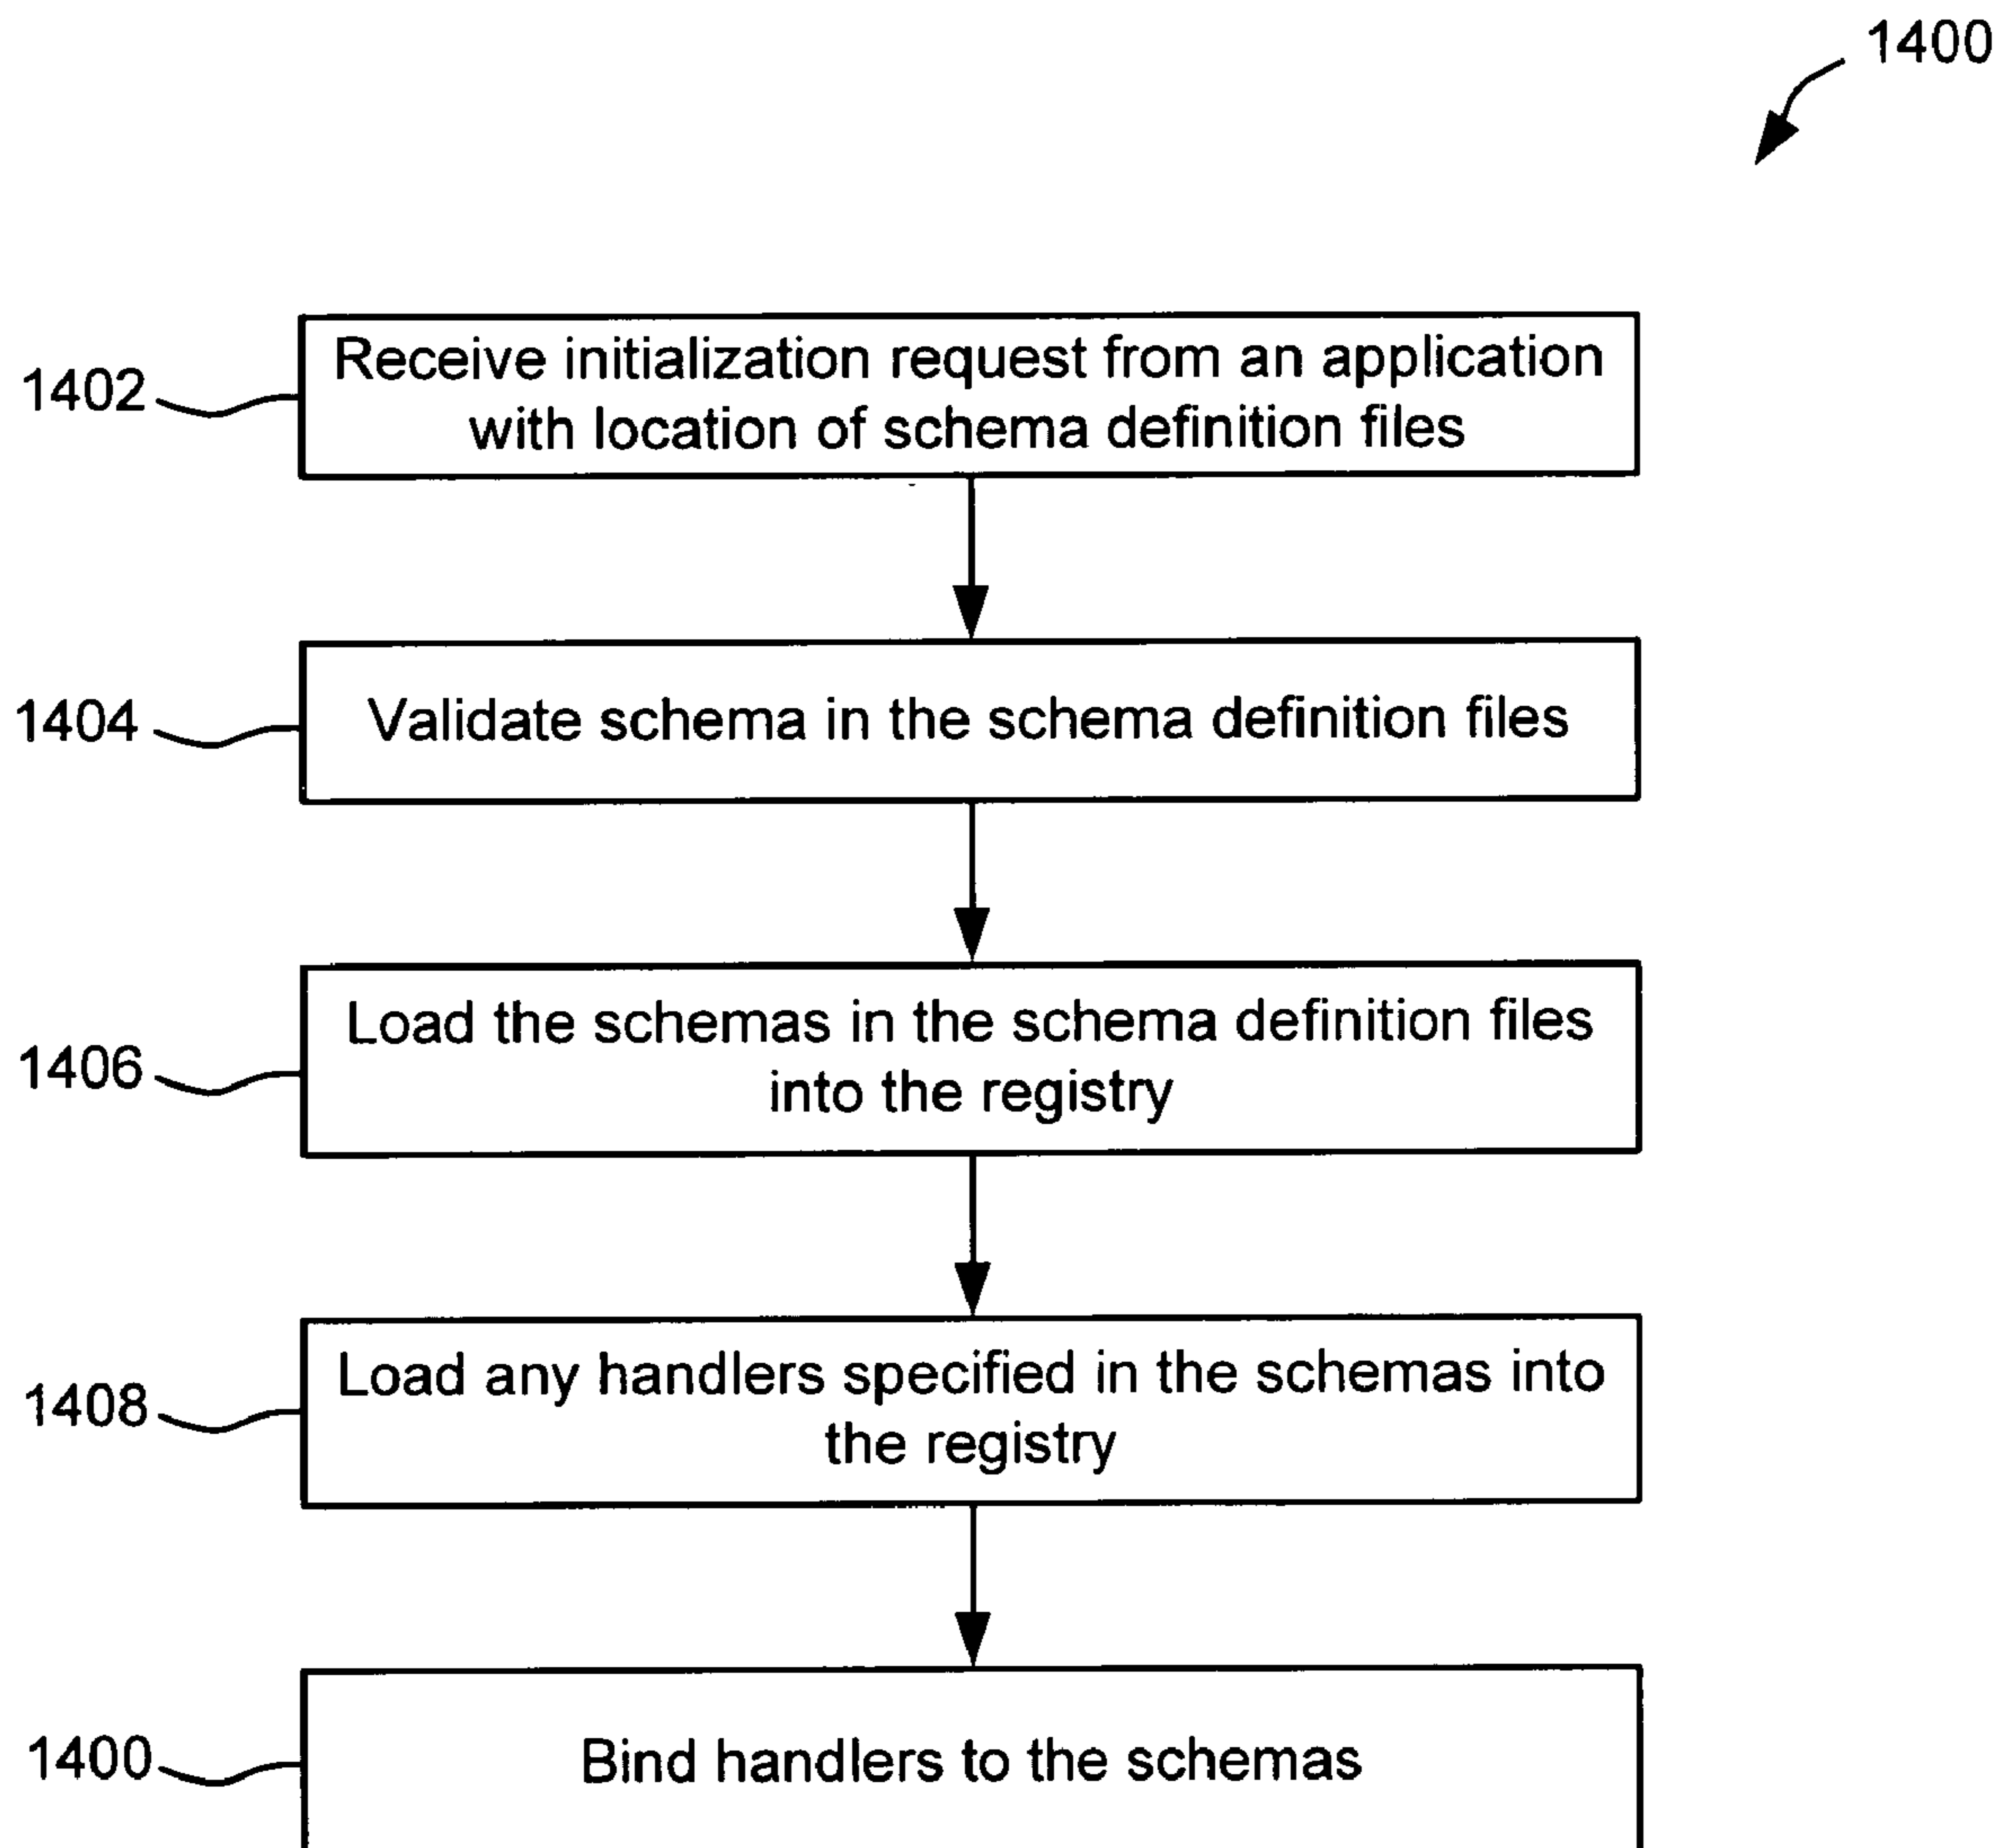 1400
1402
Receive initialization request from an application
with location of schema definition files
1404
Validate schema in the schema definition files
1406
Load the schemas in the schema definition files
into the registry
1408
Load any handlers specified in the schemas into
the registry
1400
Bind handlers to the schemas